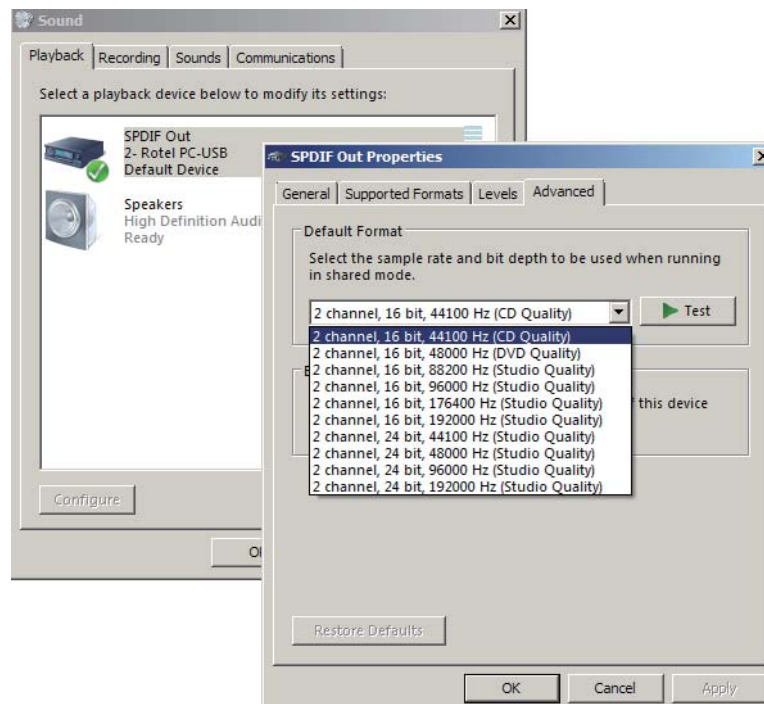 Sound
Playback Recording Sounds Communications
Select a playback device below to modify its settings:
SPDIF Out
2- Rotel PC-USB
Default Device
Speakers
High Definition Audi
Ready
Configure
SPDIF Out Properties
General Supported Formats Levels Advanced
Default Format
Select the sample rate and bit depth to be used when running
in shared mode.
2 channel, 16 bit, 44100 Hz (CD Quality)
Test
2 channel, 16 bit, 44100 Hz (CD Quality)
2 channel, 16 bit, 48000 Hz (DVD Quality)
2 channel, 16 bit, 88200 Hz (Studio Quality)
2 channel, 16 bit, 96000 Hz (Studio Quality)
2 channel, 16 bit, 176400 Hz (Studio Quality)
2 channel, 16 bit, 192000 Hz (Studio Quality)
2 channel, 24 bit, 44100 Hz (Studio Quality)
2 channel, 24 bit, 48000 Hz (Studio Quality)
2 channel, 24 bit, 96000 Hz (Studio Quality)
2 channel, 24 bit, 192000 Hz (Studio Quality)
this device
Restore Defaults
OK Cancel Apply